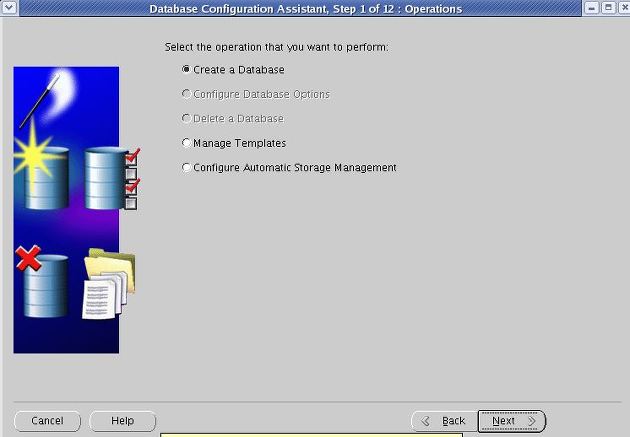 Database Configuration Assistant, Step 1 of 12 : Operations
Select the operation that you want to perform:
Create a Database
Configure Database Options
Delete a Database
Manage Templates
Configure Automatic Storage Management
Cancel
Help
Back
Next